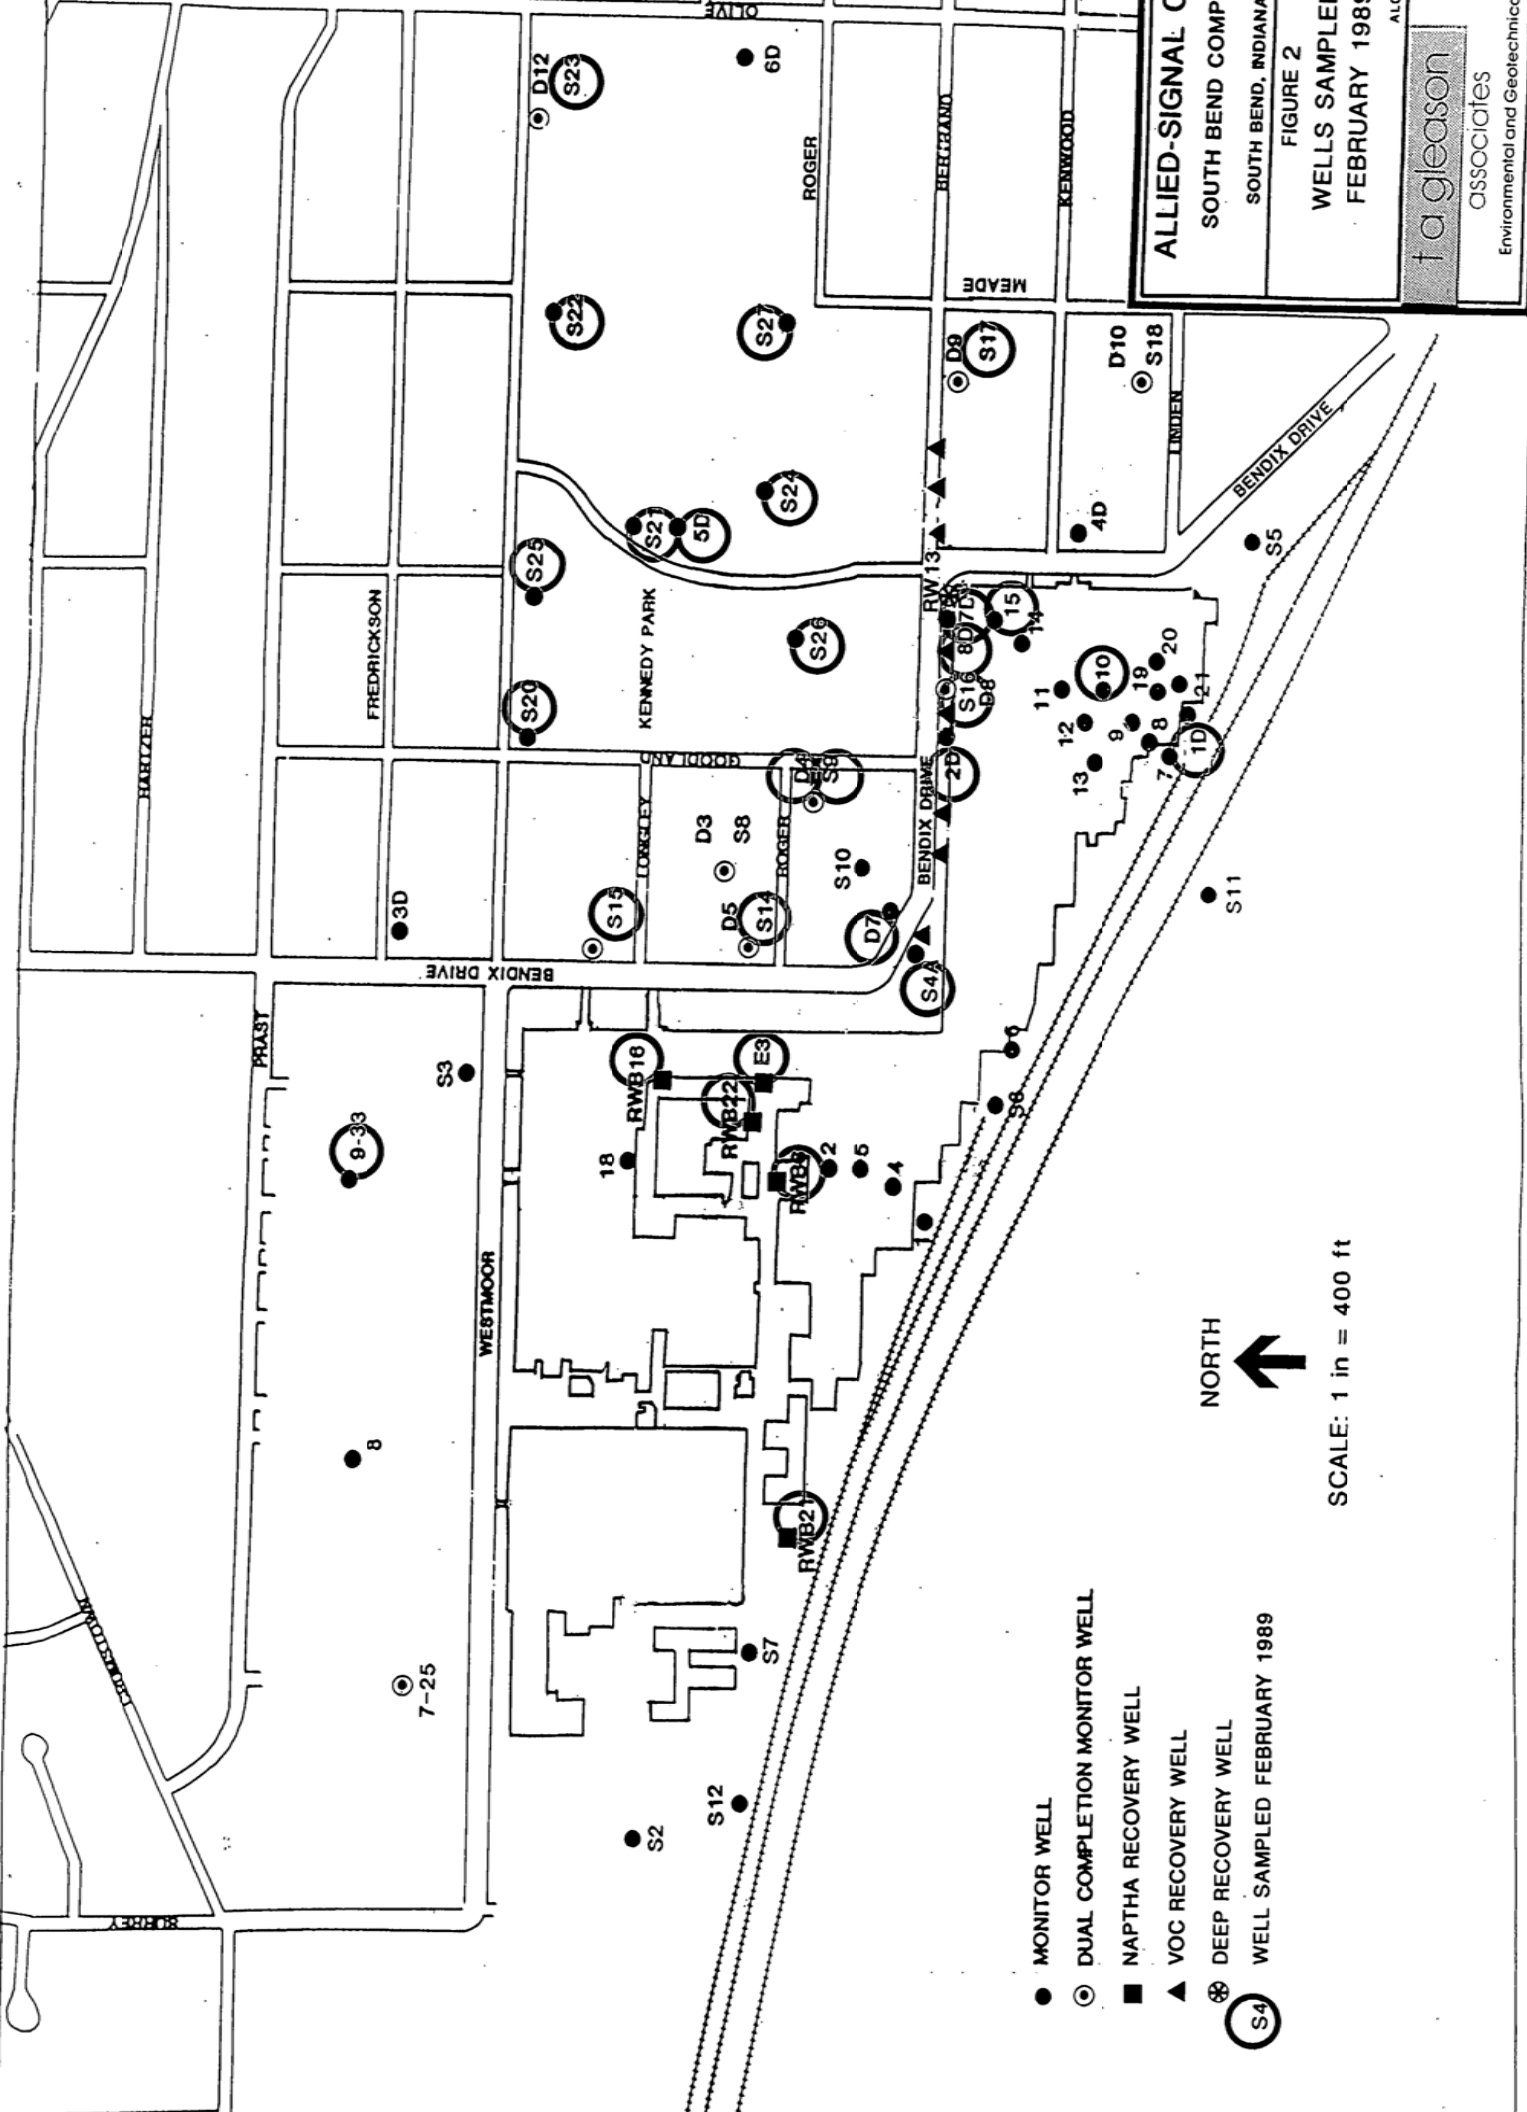 OLIVE
D12
S23
6D
ROGER
BERTRAND
KENWOOD
MEADE
S22
S27
D9
S17
D10
S18
LINDEN
BENDIX DRIVE
HARTZER
FREDRICKSON
KENNEDY PARK
S25
S21
5D
S24
S20
S26
RW 13
4D
S5
7D
8D
15
14
S16
D8
11
10
12
9
19
20
21
8
13
7
1D
2D
GOODLAND
LONGLEY
D3
S8
D4
S9
ROGER
S10
BENDIX DRIVE
3D
S15
D5
S14
D7
S4A
S11
BENDIX DRIVE
PRAST
S3
9-33
WESTMOOR
RWB16
E3
RWB22
18
2
5
4
1
6
S6
8
RWB21
7-25
S7
S12
S2
SURREY
NORTH
SCALE: 1 in = 400 ft
MONITOR WELL
DUAL COMPLETION MONITOR WELL
NAPTHA RECOVERY WELL
VOC RECOVERY WELL
DEEP RECOVERY WELL
S4 WELL SAMPLED FEBRUARY 1989
ALLIED-SIGNAL
SOUTH BEND COMP
SOUTH BEND, INDIANA
FIGURE 2
WELLS SAMPLE
FEBRUARY 198
t a gleason
associates
Environmental and Geotechnic